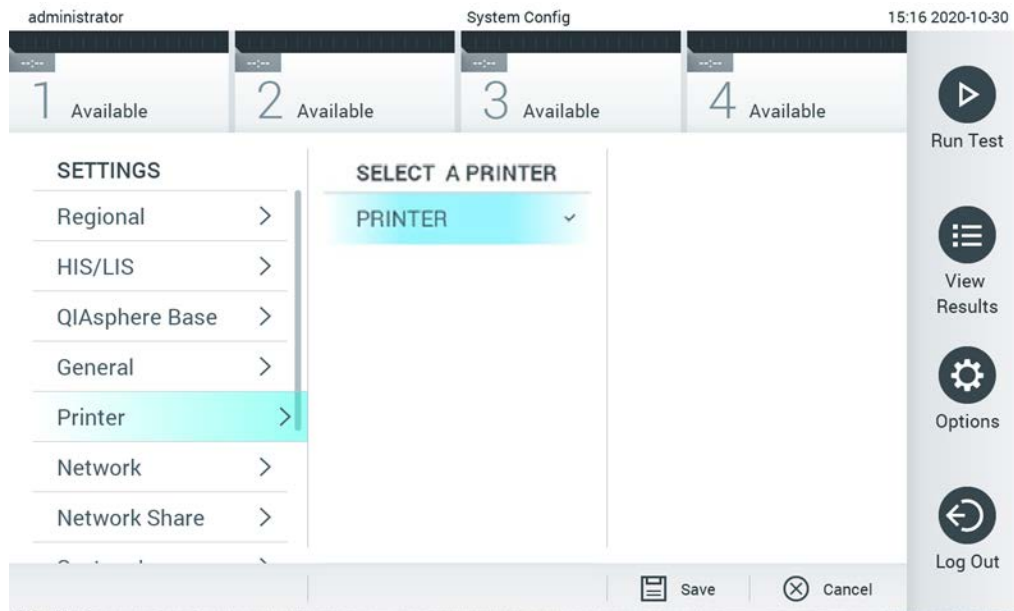 administrator
System Config
15:16 2020-10-30
--:--
--:--
--:--
--:--
1 Available
2 Available
3 Available
4 Available
Run Test
View
Results
Options
Log Out
SETTINGS
Regional
HIS/LIS
QIAsphere Base
General
Printer
Network
Network Share
SELECT A PRINTER
PRINTER
Save
Cancel